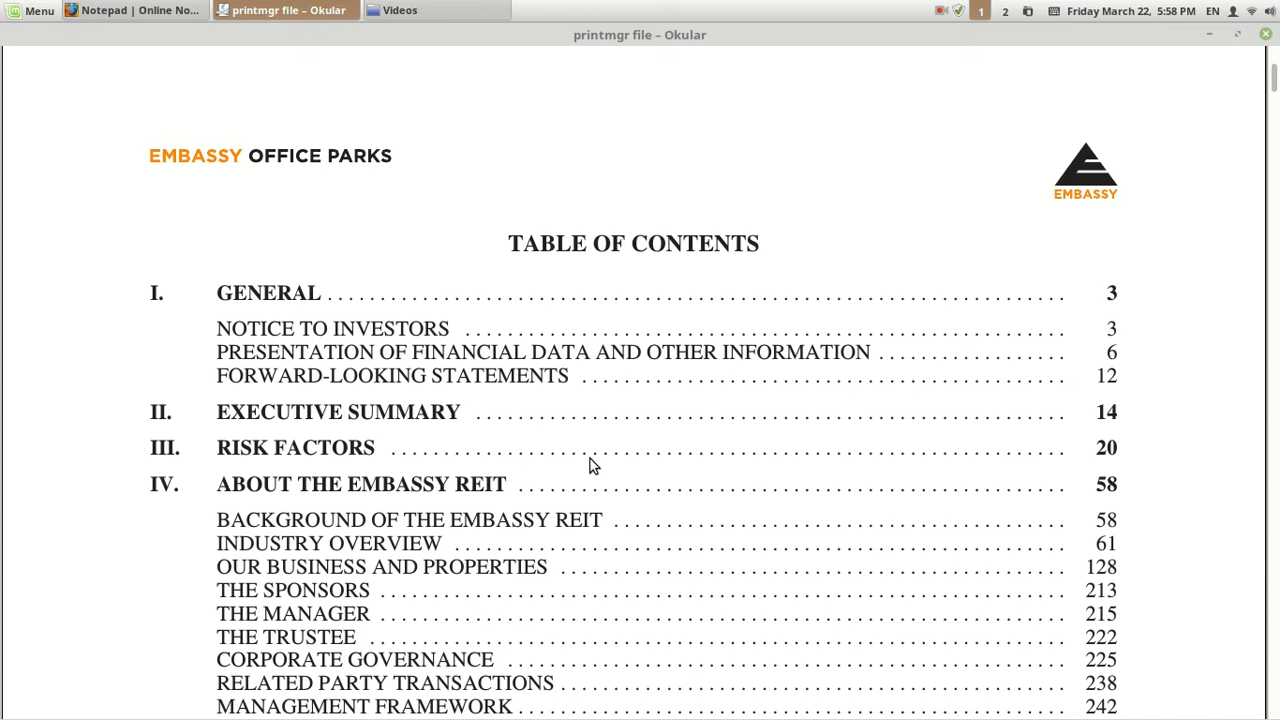 Menu Notepad | Online No... printmgr file – Okular Videos 1 2 Friday March 22, 5:58 PM EN
printmgr file – Okular
EMBASSY OFFICE PARKS
EMBASSY
TABLE OF CONTENTS
I. GENERAL 3
NOTICE TO INVESTORS 3
PRESENTATION OF FINANCIAL DATA AND OTHER INFORMATION 6
FORWARD-LOOKING STATEMENTS 12
II. EXECUTIVE SUMMARY 14
III. RISK FACTORS 20
IV. ABOUT THE EMBASSY REIT 58
BACKGROUND OF THE EMBASSY REIT 58
INDUSTRY OVERVIEW 61
OUR BUSINESS AND PROPERTIES 128
THE SPONSORS 213
THE MANAGER 215
THE TRUSTEE 222
CORPORATE GOVERNANCE 225
RELATED PARTY TRANSACTIONS 238
MANAGEMENT FRAMEWORK 242